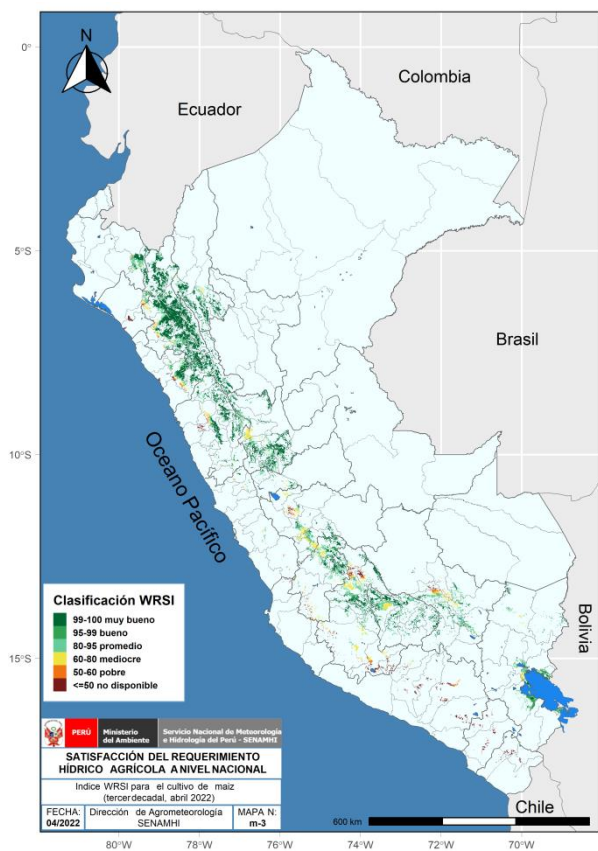 N
0°
Colombia
Ecuador
5°S
Brasil
10°S
Oceano Pacífico
Clasificación WRSI
99-100 muy bueno
95-99 bueno
80-95 promedio
60-80 mediocre
50-60 pobre
<=50 no disponible
Bolivia
15°S
PERÚ
Ministerio
del Ambiente
Servicio Nacional de Meteorología
e Hidrología del Perú - SENAMHI
SATISFACCIÓN DEL REQUERIMIENTO
HÍDRICO AGRÍCOLA A NIVEL NACIONAL
Indice WRSI para el cultivo de maiz
(tercer decadal, abril 2022)
FECHA:
04/2022
Dirección de Agrometeorología
SENAMHI
MAPA N:
m-3
600 km
Chile
80°W
78°W
76°W
74°W
72°W
70°W